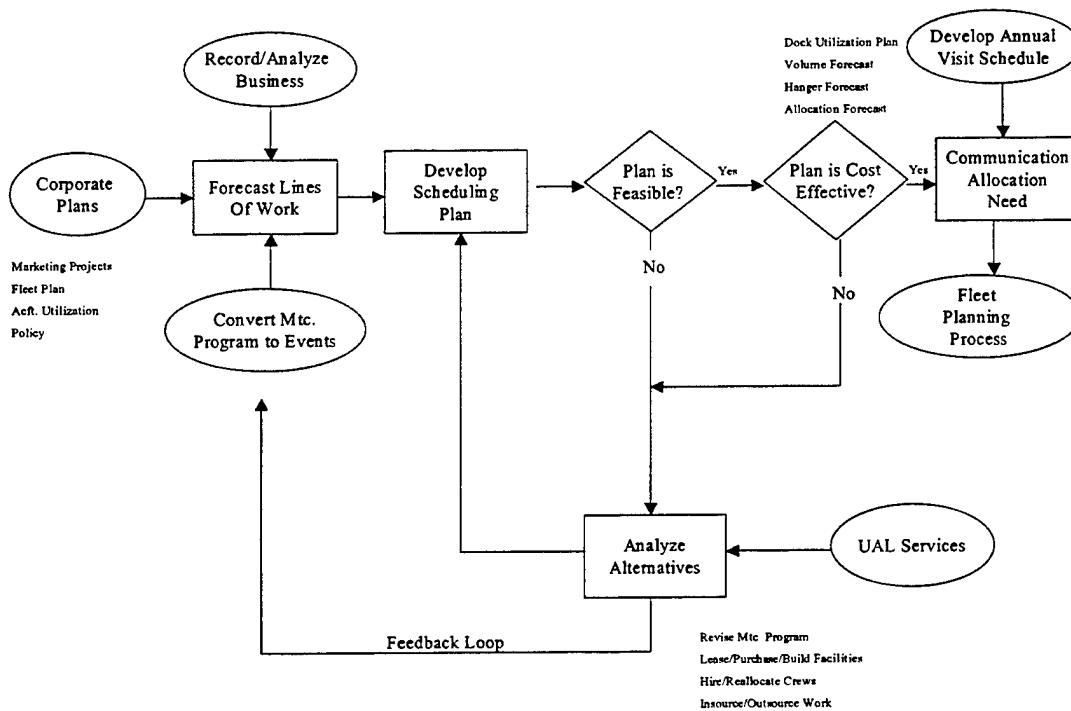 Dock Utilization Plan
Volume Forecast
Hanger Forecast
Allocation Forecast
Develop Annual
Visit Schedule
Record/Analyze
Business
Corporate
Plans
Forecast Lines
Of Work
Develop
Scheduling
Plan
Plan is
Feasible?
Yes
Plan is Cost
Effective?
Yes
Communication
Allocation
Need
Marketing Projects
Fleet Plan
Acft. Utilization
Policy
Convert Mtc.
Program to Events
No
No
Fleet
Planning
Process
Analyze
Alternatives
UAL Services
Feedback Loop
Revise Mtc Program
Lease/Purchase/Build Facilities
Hire/Reallocate Crews
Insource/Outsource Work